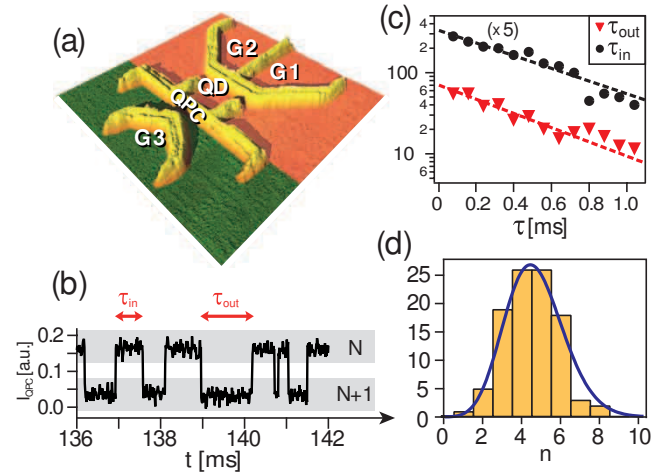 (a)
G2
G1
QD
QPC
G3
(b)
τin
τout
I QPC [a.u.]
0.2
0.1
0.0
N
N+1
136
138
140
142
t [ms]
(c)
4
2
100
6
4
2
10
6
(x 5)
τout
τin
0.0
0.2
0.4
0.6
0.8
1.0
τ [ms]
(d)
25
20
15
10
5
0
0
2
4
6
8
10
n